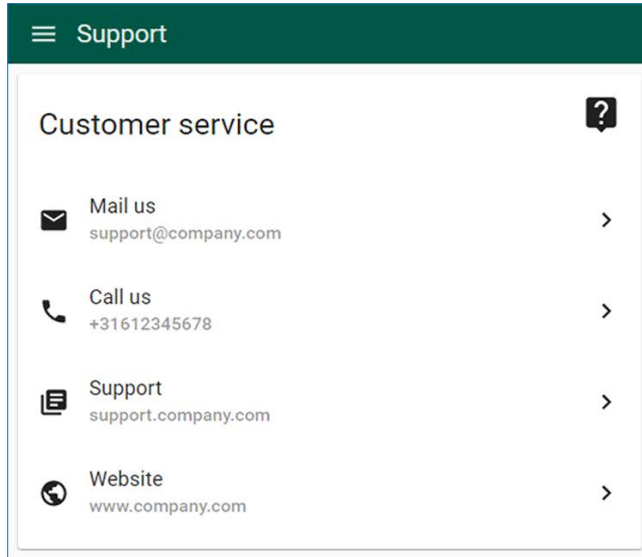 Support
Customer service
Mail us
support@company.com
Call us
+31612345678
Support
support.company.com
Website
www.company.com